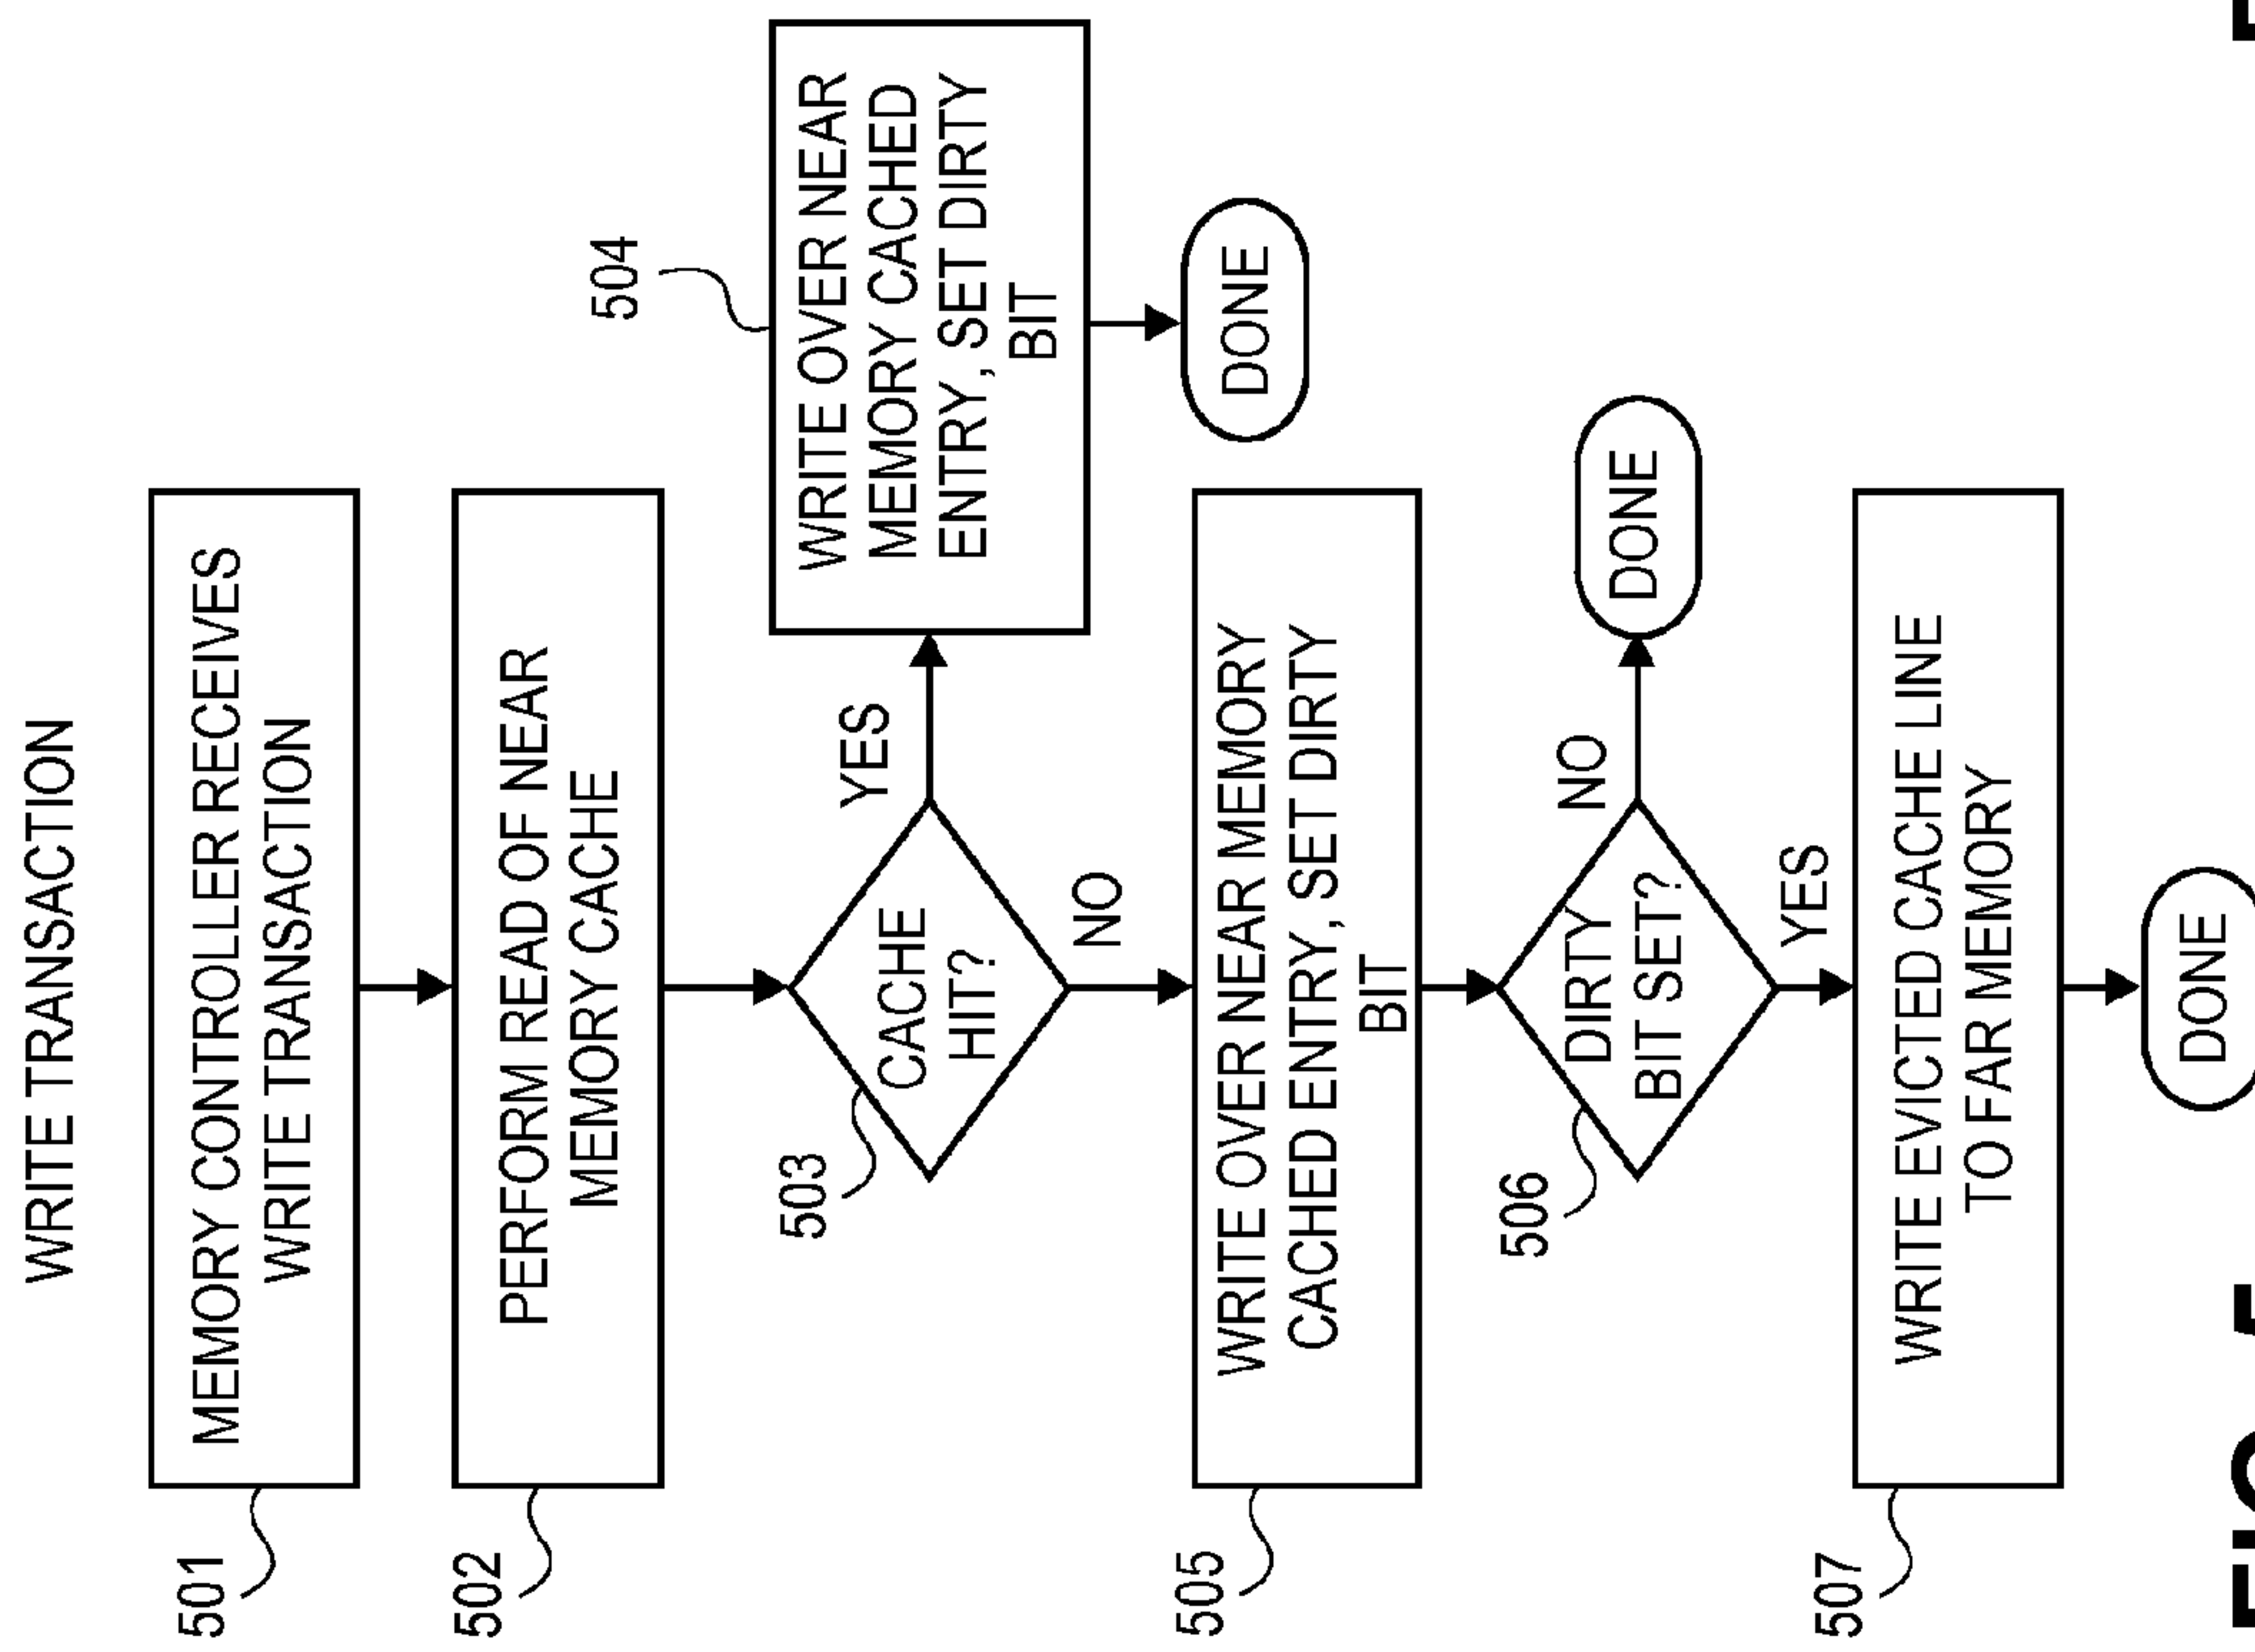 WRITE TRANSACTION
501
MEMORY CONTROLLER RECEIVES
WRITE TRANSACTION
502
PERFORM READ OF NEAR
MEMORY CACHE
503
CACHE
HIT?
YES
504
WRITE OVER NEAR
MEMORY CACHED
ENTRY, SET DIRTY
BIT
DONE
NO
505
WRITE OVER NEAR MEMORY
CACHED ENTRY, SET DIRTY
BIT
506
DIRTY
BIT SET?
NO
DONE
YES
507
WRITE EVICTED CACHE LINE
TO FAR MEMORY
DONE